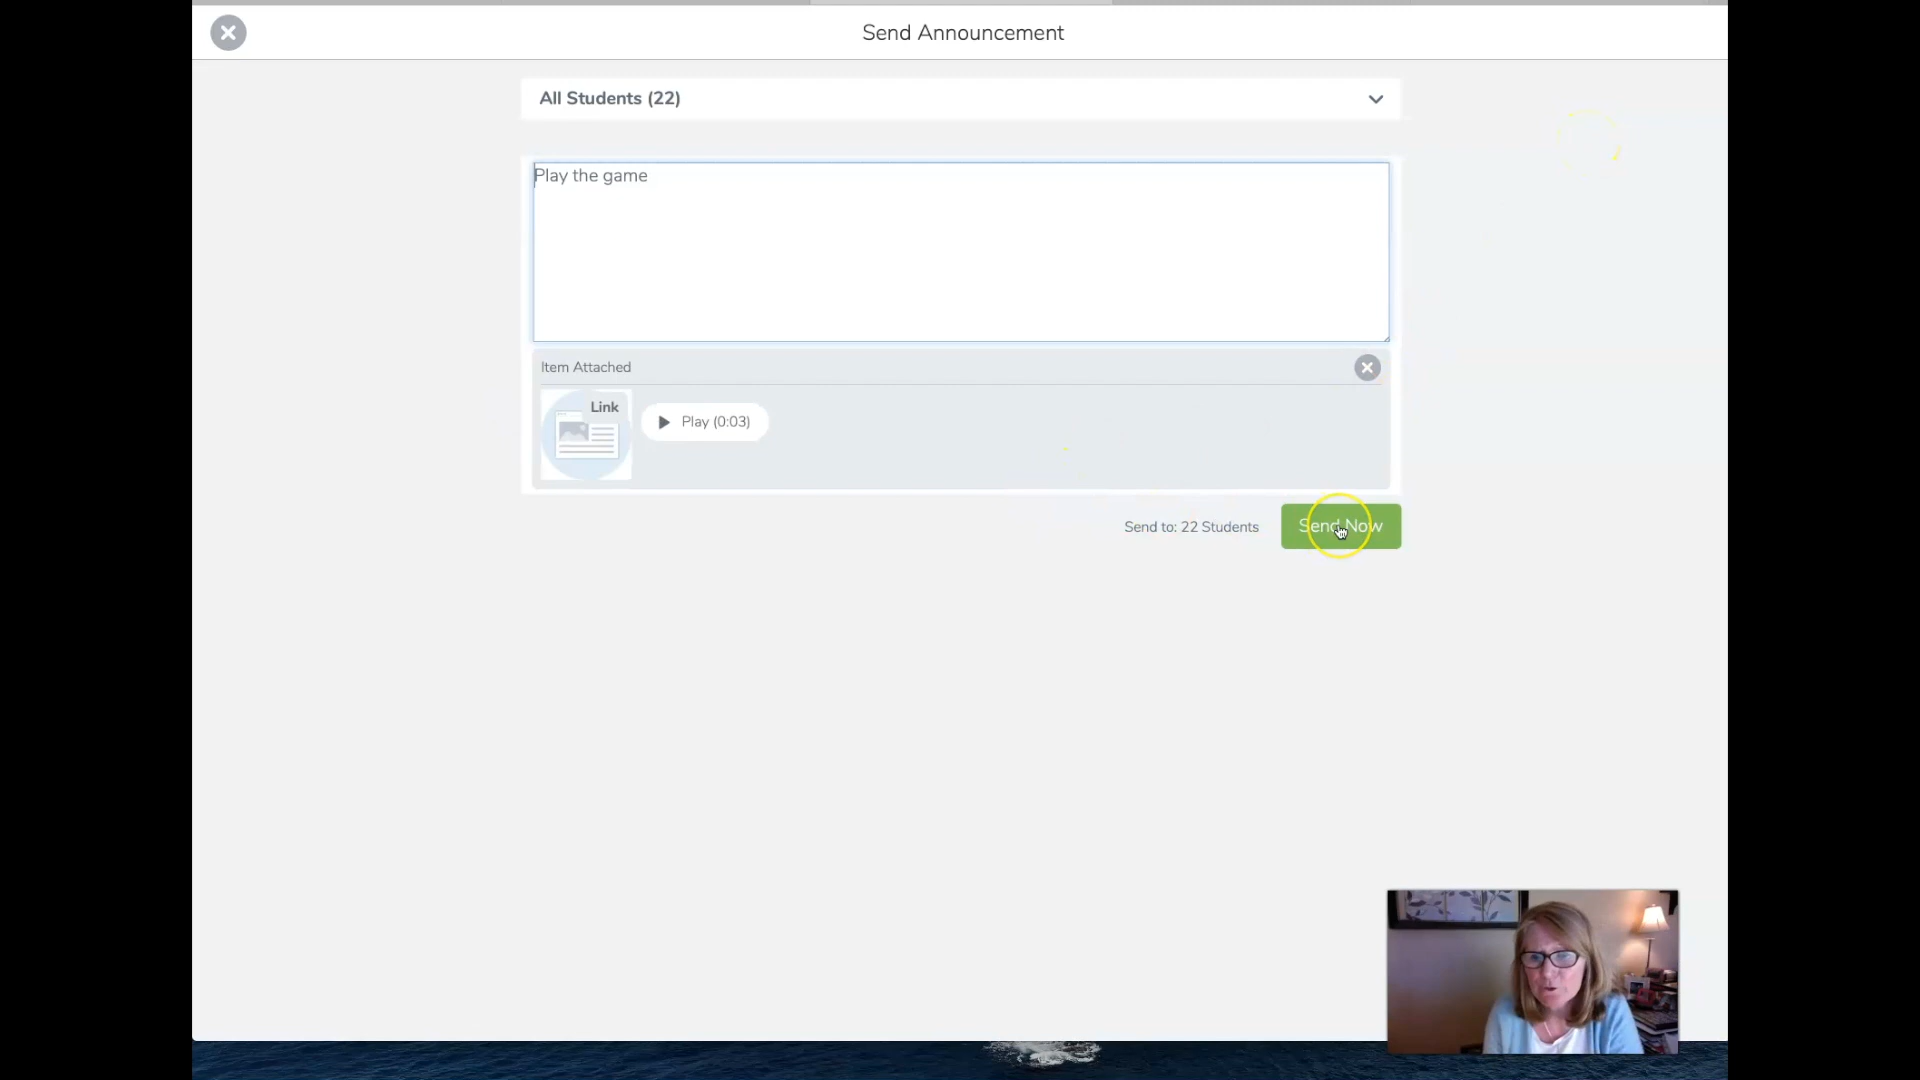 Send Announcement
All Students (22)
Play the game
Item Attached
Link
Play (0:03)
Send to: 22 Students
Send Now